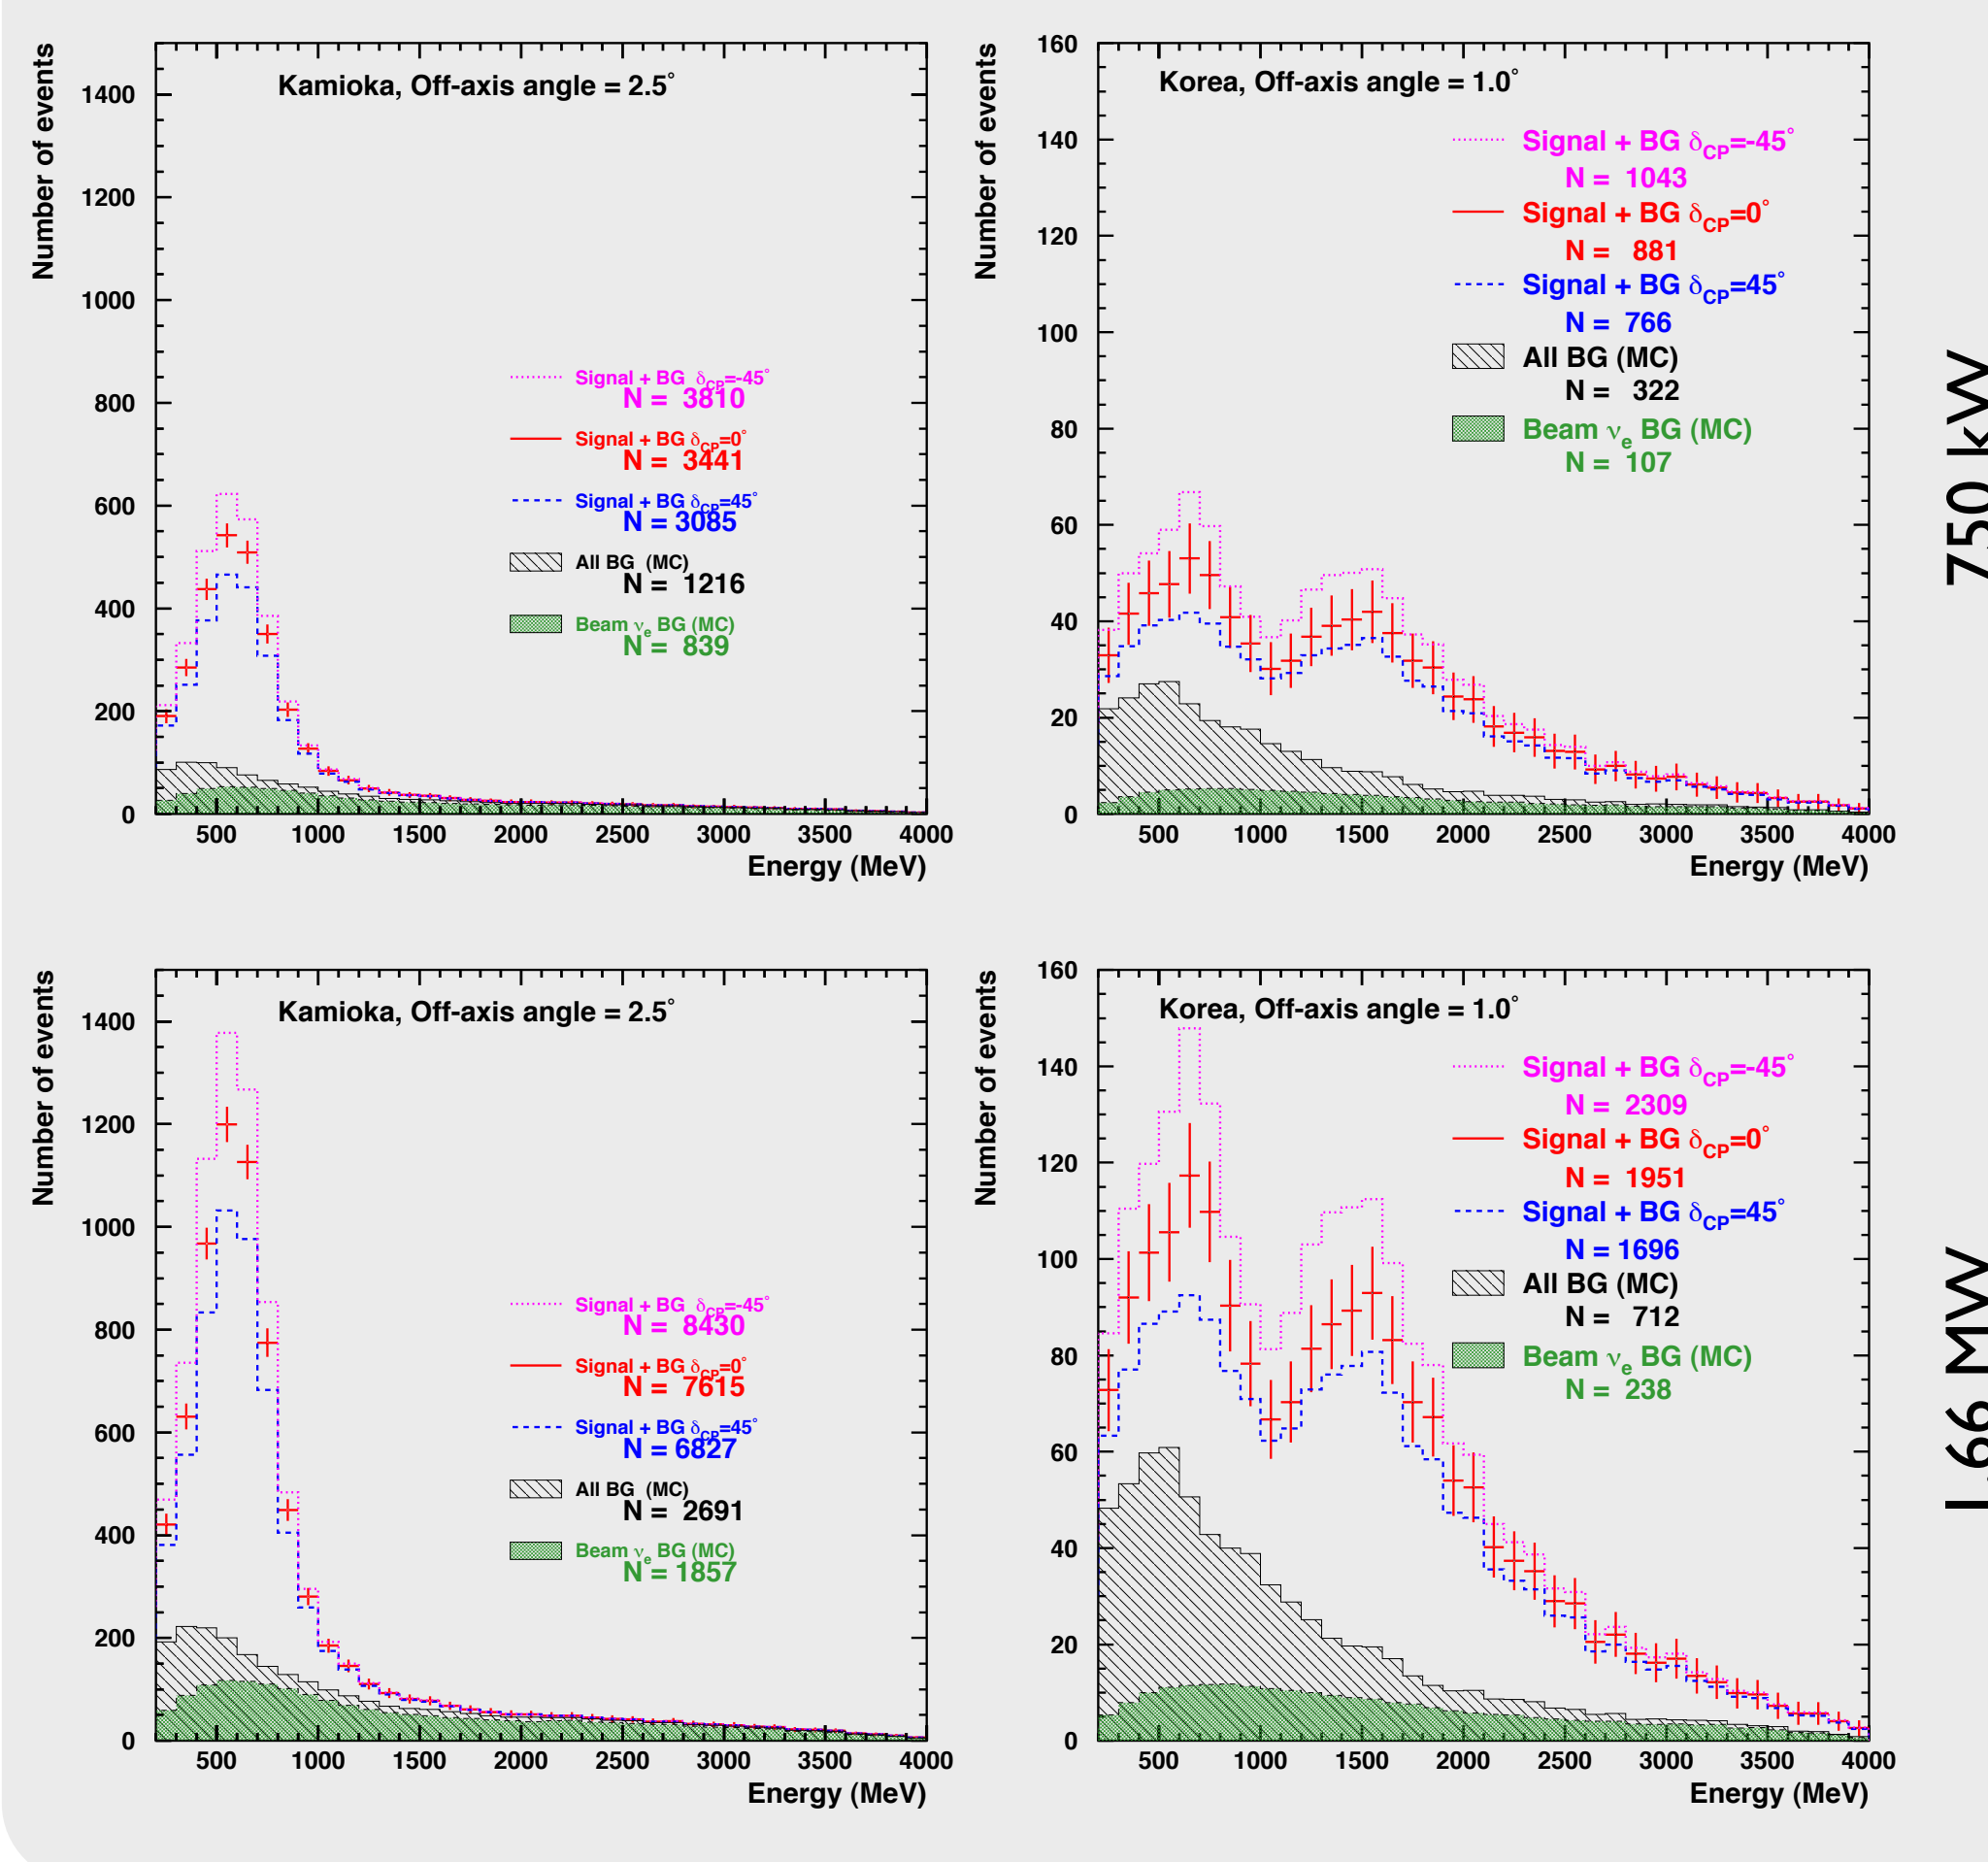 Number of events
1400
1200
1000
800
600
400
200
0
Kamioka, Off-axis angle = 2.5°
Signal + BG δCP=-45°
N = 3810
Signal + BG δCP=0°
N = 3441
Signal + BG δCP=45°
N = 3085
All BG (MC)
N = 1216
Beam νe BG (MC)
N = 839
500 1000 1500 2000 2500 3000 3500 4000
Energy (MeV)
Number of events
160
140
120
100
80
60
40
20
0
Korea, Off-axis angle = 1.0°
Signal + BG δCP=-45°
N = 1043
Signal + BG δCP=0°
N = 881
Signal + BG δCP=45°
N = 766
All BG (MC)
N = 322
Beam νe BG (MC)
N = 107
500 1000 1500 2000 2500 3000 3500 4000
Energy (MeV)
750 kW
Number of events
1400
1200
1000
800
600
400
200
0
Kamioka, Off-axis angle = 2.5°
Signal + BG δCP=-45°
N = 8430
Signal + BG δCP=0°
N = 7615
Signal + BG δCP=45°
N = 6827
All BG (MC)
N = 2691
Beam νe BG (MC)
N = 1857
500 1000 1500 2000 2500 3000 3500 4000
Energy (MeV)
Number of events
160
140
120
100
80
60
40
20
0
Korea, Off-axis angle = 1.0°
Signal + BG δCP=-45°
N = 2309
Signal + BG δCP=0°
N = 1951
Signal + BG δCP=45°
N = 1696
All BG (MC)
N = 712
Beam νe BG (MC)
N = 238
500 1000 1500 2000 2500 3000 3500 4000
Energy (MeV)
1.66 MW